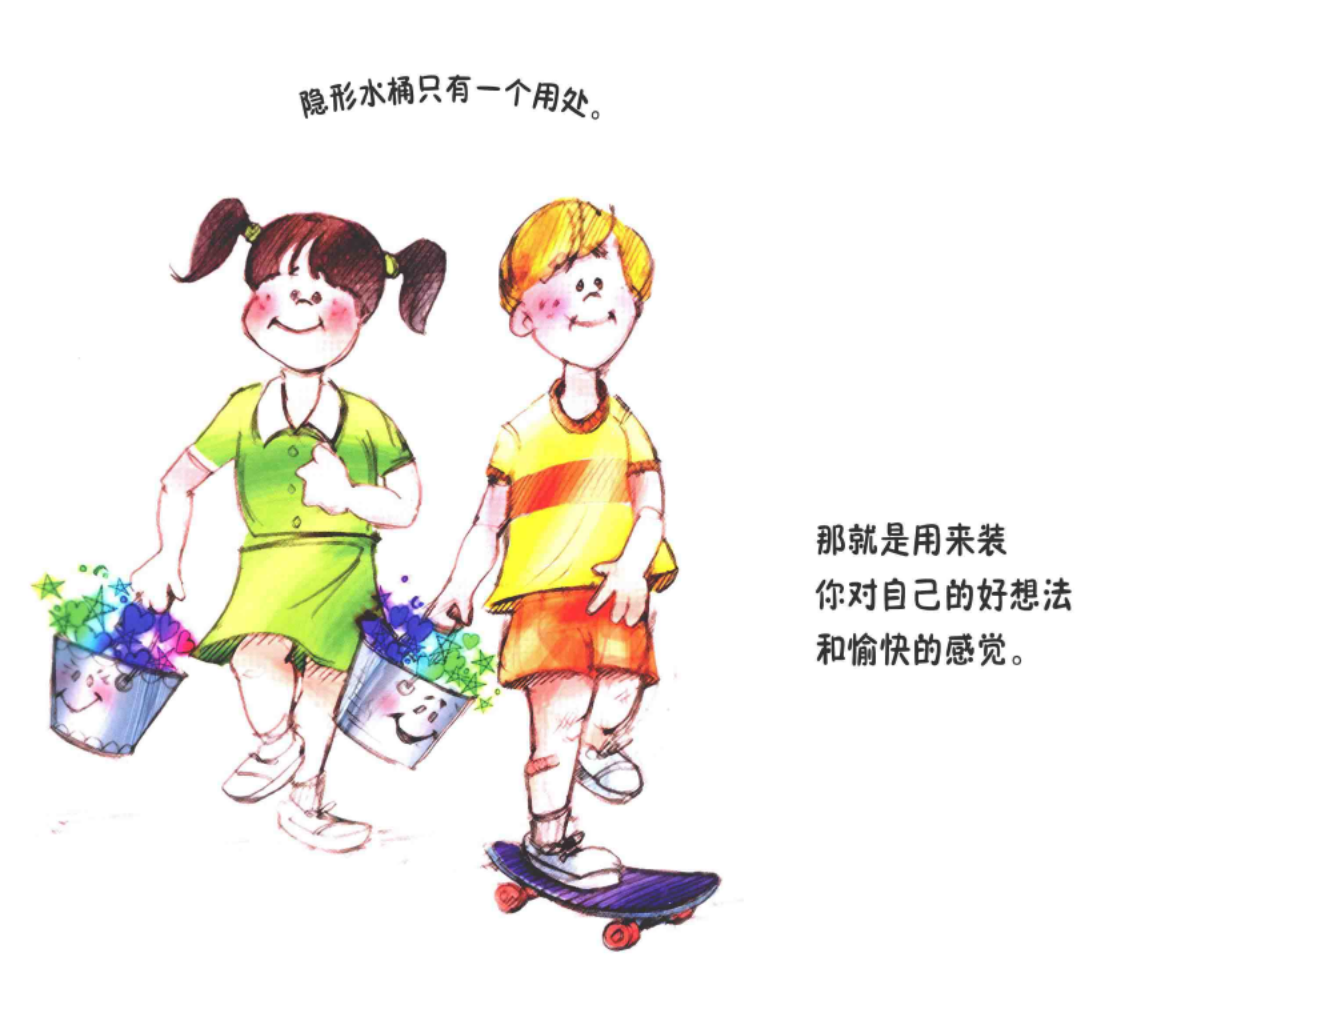 隐形水桶只有一个用处。
那就是用来装
你对自己的好想法
和愉快的感觉。